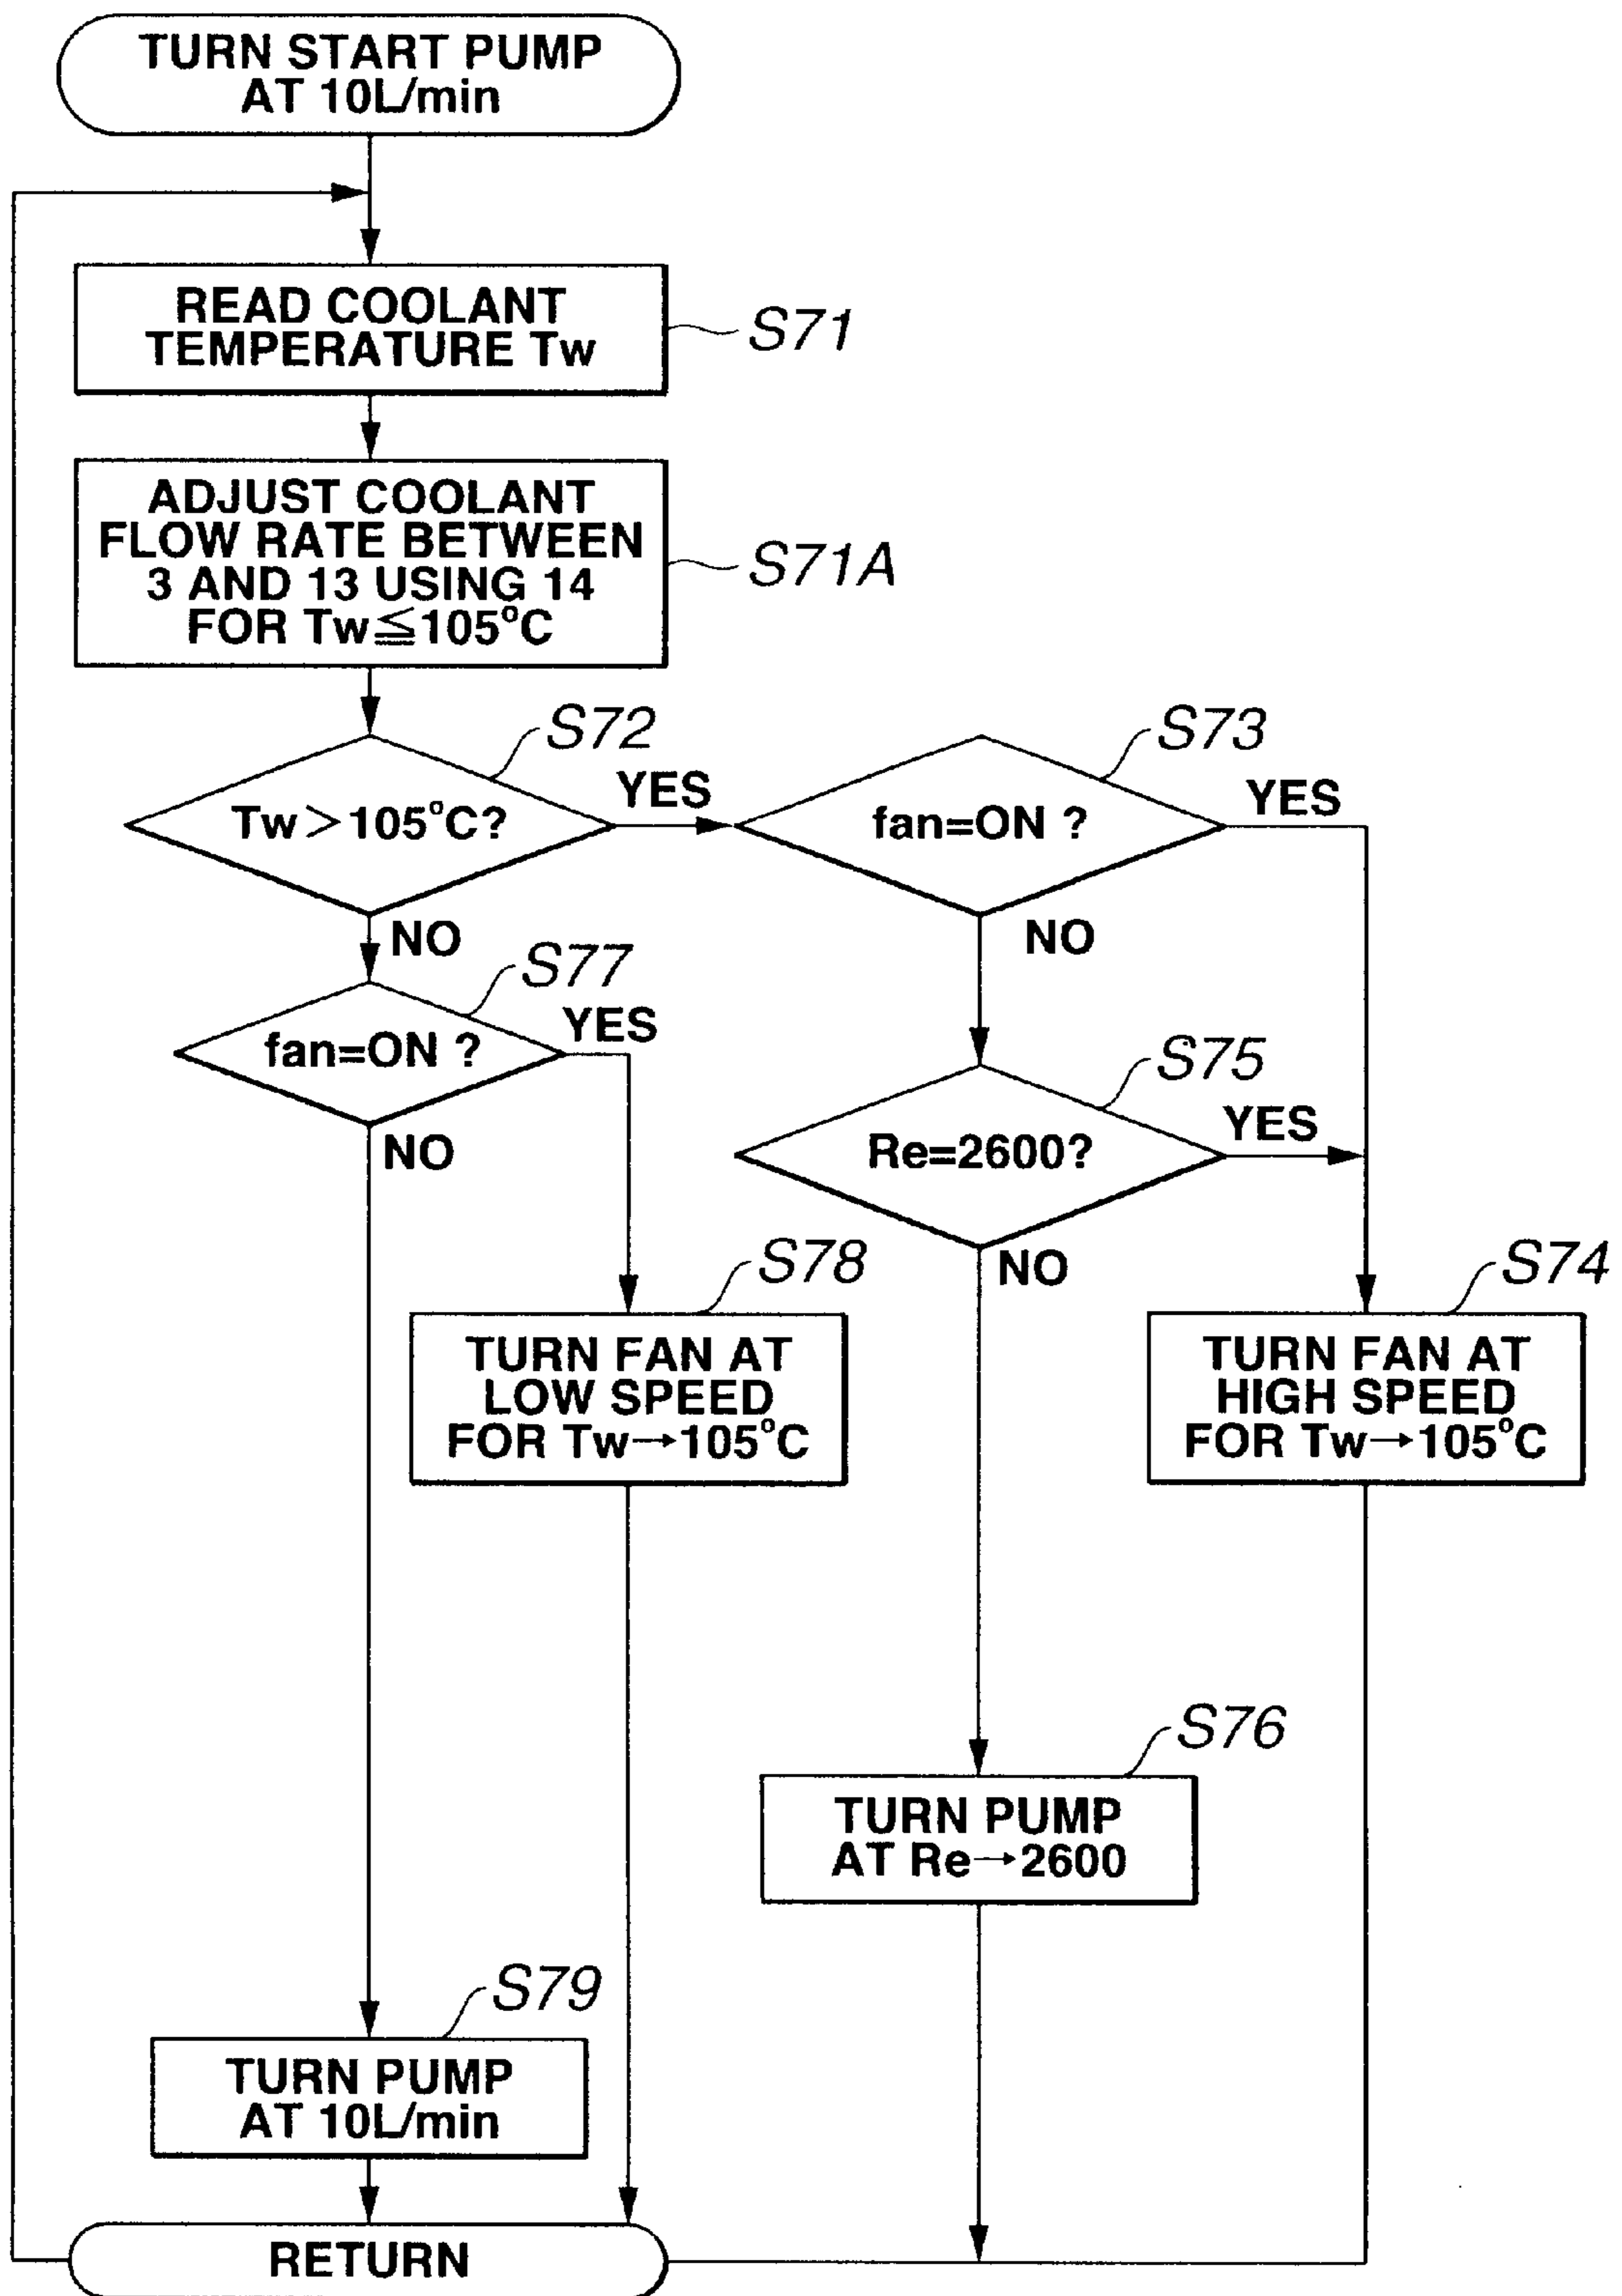 TURN START PUMP
AT 10L/min
READ COOLANT
TEMPERATURE Tw
S71
ADJUST COOLANT
FLOW RATE BETWEEN
3 AND 13 USING 14
FOR Tw≦105°C
S71A
S72
Tw>105°C?
YES
NO
S73
fan=ON ?
YES
NO
S77
fan=ON ?
YES
NO
S75
Re=2600?
YES
NO
S78
TURN FAN AT
LOW SPEED
FOR Tw→105°C
S74
TURN FAN AT
HIGH SPEED
FOR Tw→105°C
S76
TURN PUMP
AT Re→2600
S79
TURN PUMP
AT 10L/min
RETURN